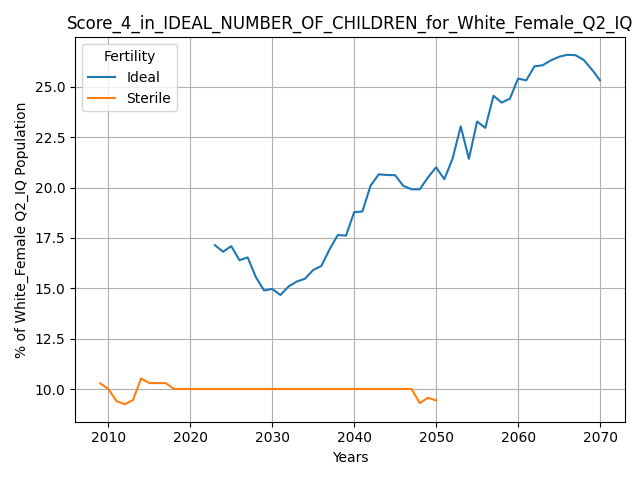 Score_4_in_IDEAL_NUMBER_OF_CHILDREN_for_White_Female_Q2_IQ
Fertility
Ideal
Sterile
% of White_Female Q2_IQ Population
25.0
22.5
20.0
17.5
15.0
12.5
10.0
2010 2020 2030 2040 2050 2060 2070
Years